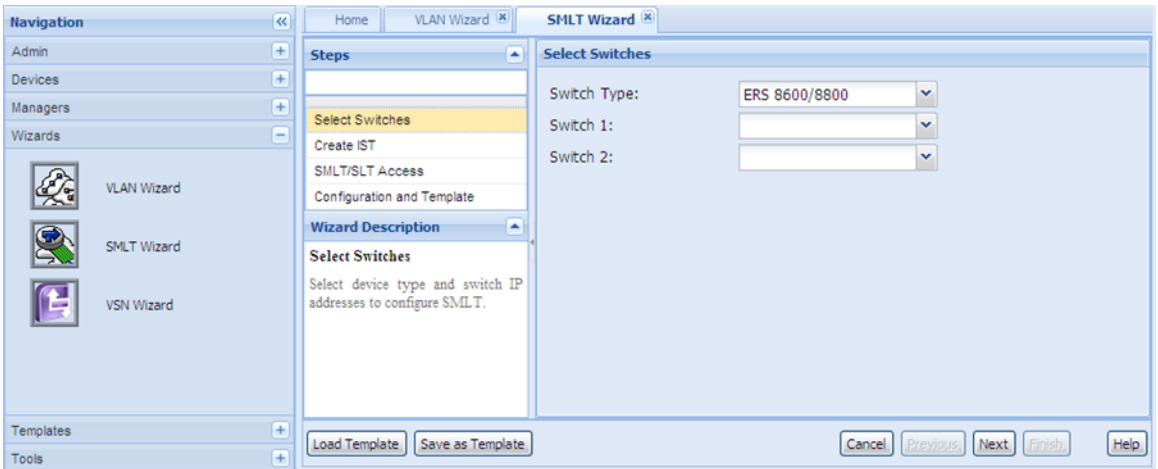 Navigation
Admin
Devices
Managers
Wizards
VLAN Wizard
SMLT Wizard
VSN Wizard
Templates
Tools
Home
VLAN Wizard
SMLT Wizard
Steps
Select Switches
Create IST
SMLT/SLT Access
Configuration and Template
Wizard Description
Select Switches
Select device type and switch IP
addresses to configure SMLT.
Select Switches
Switch Type:
ERS 8600/8800
Switch 1:
Switch 2:
Load Template
Save as Template
Cancel
Previous
Next
Finish
Help